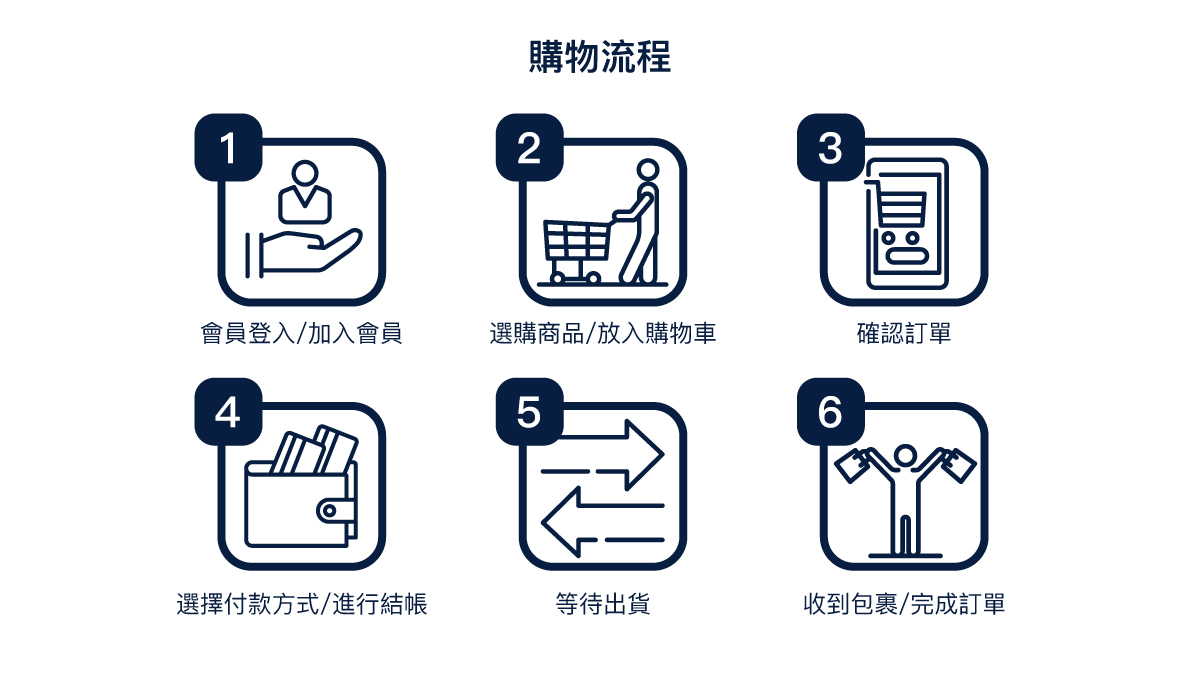 購物流程
1
會員登入/加入會員
2
選購商品/放入購物車
3
確認訂單
4
選擇付款方式/進行結帳
5
等待出貨
6
收到包裹/完成訂單